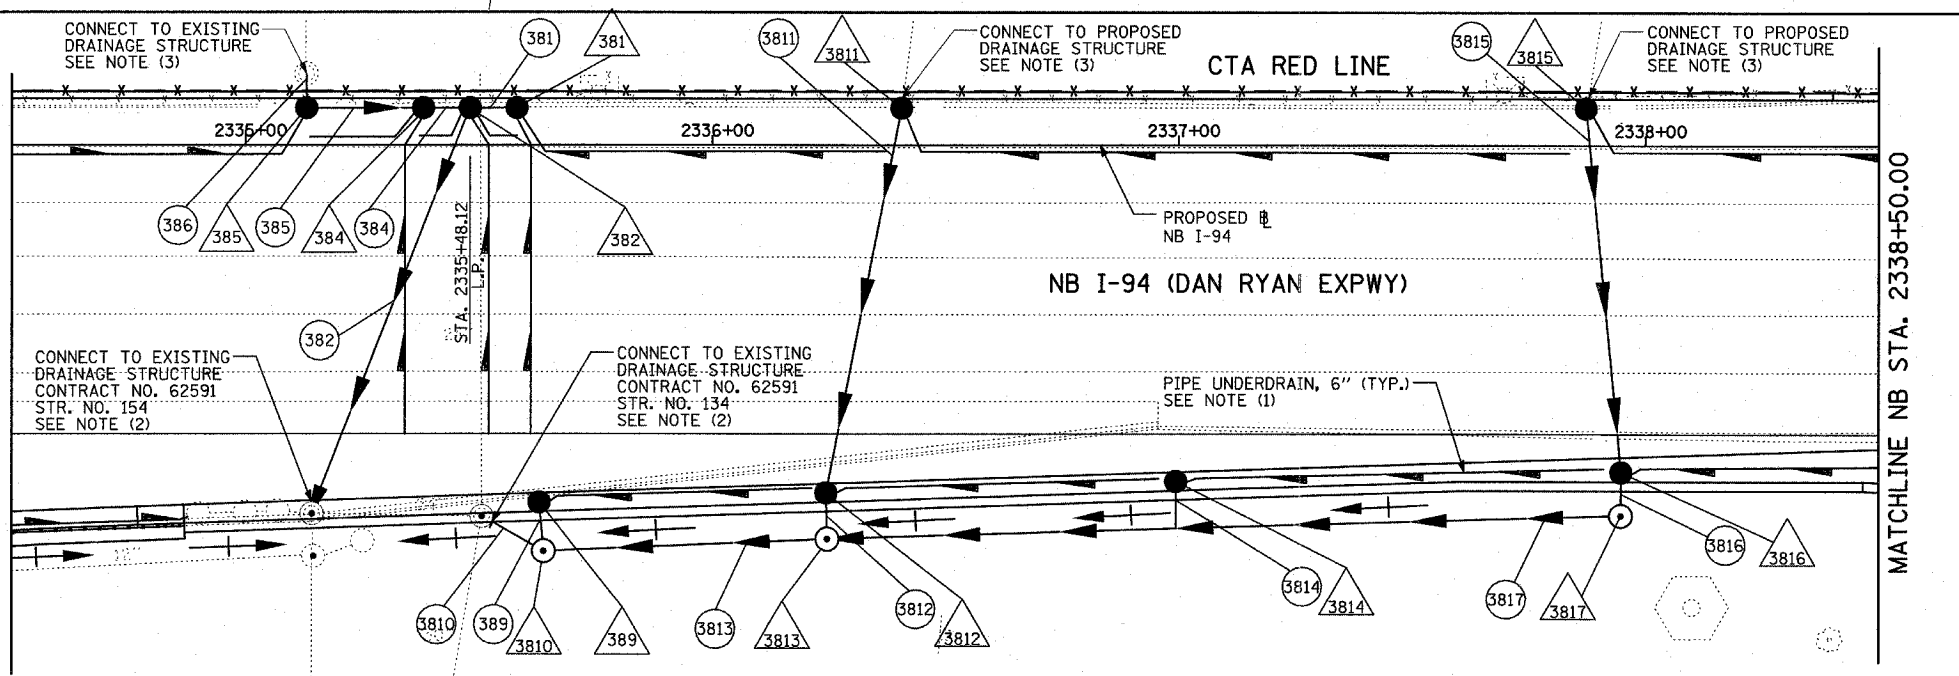 CONNECT TO EXISTING
DRAINAGE STRUCTURE
SEE NOTE (3)
381
381
3811
3811
CONNECT TO PROPOSED
DRAINAGE STRUCTURE
SEE NOTE (3)
CTA RED LINE
3815
3815
CONNECT TO PROPOSED
DRAINAGE STRUCTURE
SEE NOTE (3)
2335+00
2336+00
2337+00
2338+00
386
385
385
384
384
382
STA. 2335+48.12
L.P.
PROPOSED ⅊
NB I-94
NB I-94 (DAN RYAN EXPWY)
382
CONNECT TO EXISTING
DRAINAGE STRUCTURE
CONTRACT NO. 62591
STR. NO. 154
SEE NOTE (2)
CONNECT TO EXISTING
DRAINAGE STRUCTURE
CONTRACT NO. 62591
STR. NO. 134
SEE NOTE (2)
PIPE UNDERDRAIN, 6" (TYP.)
SEE NOTE (1)
MATCHLINE NB STA. 2338+50.00
18"
3810
389
3810
389
3813
3813
3812
3812
3814
3814
3817
3817
3816
3816